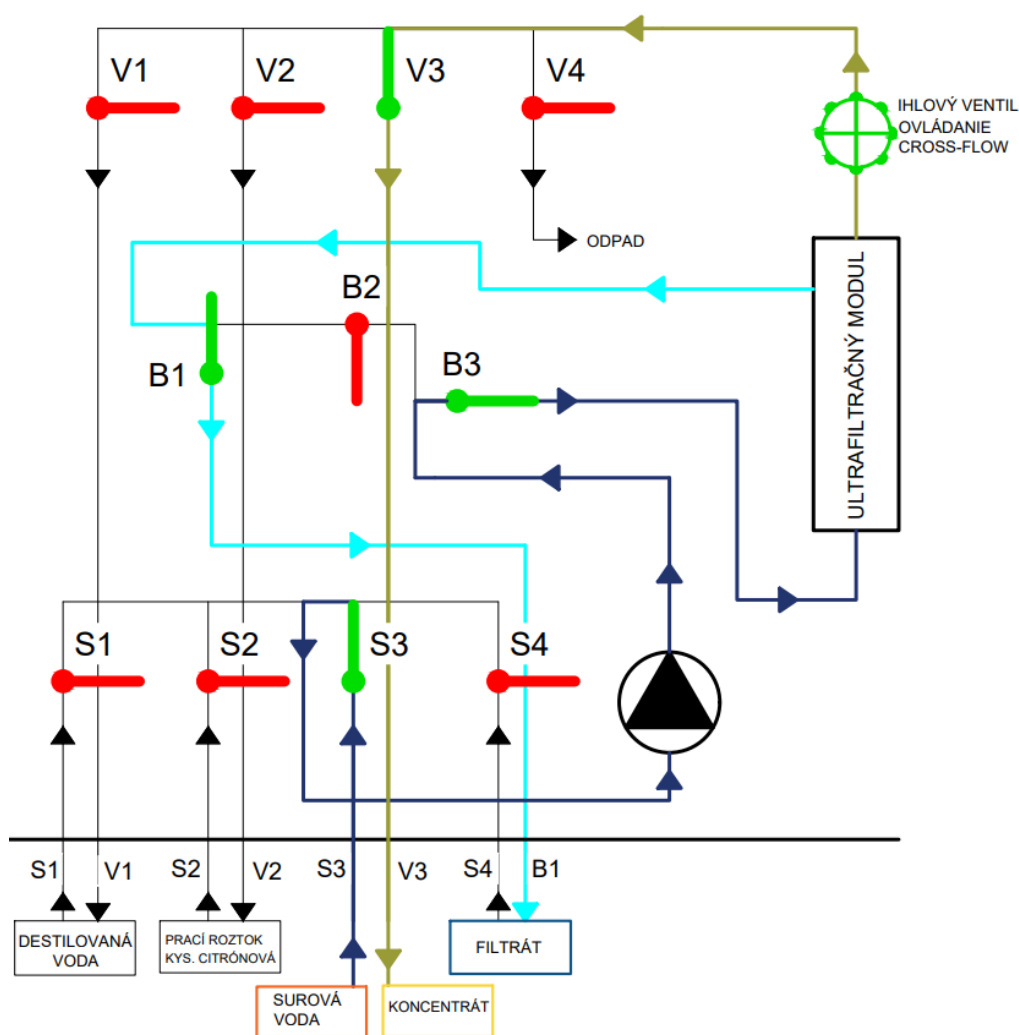 V1
V2
V3
V4
IHLOVÝ VENTIL
OVLÁDANIE
CROSS-FLOW
ODPAD
B2
B1
B3
ULTRAFILTRAČNÝ MODUL
S1
S2
S3
S4
S1
V1
S2
V2
S3
V3
S4
B1
DESTILOVANÁ
VODA
PRACÍ ROZTOK
KYS. CITRÓNOVÁ
FILTRÁT
SUROVÁ
VODA
KONCENTRÁT